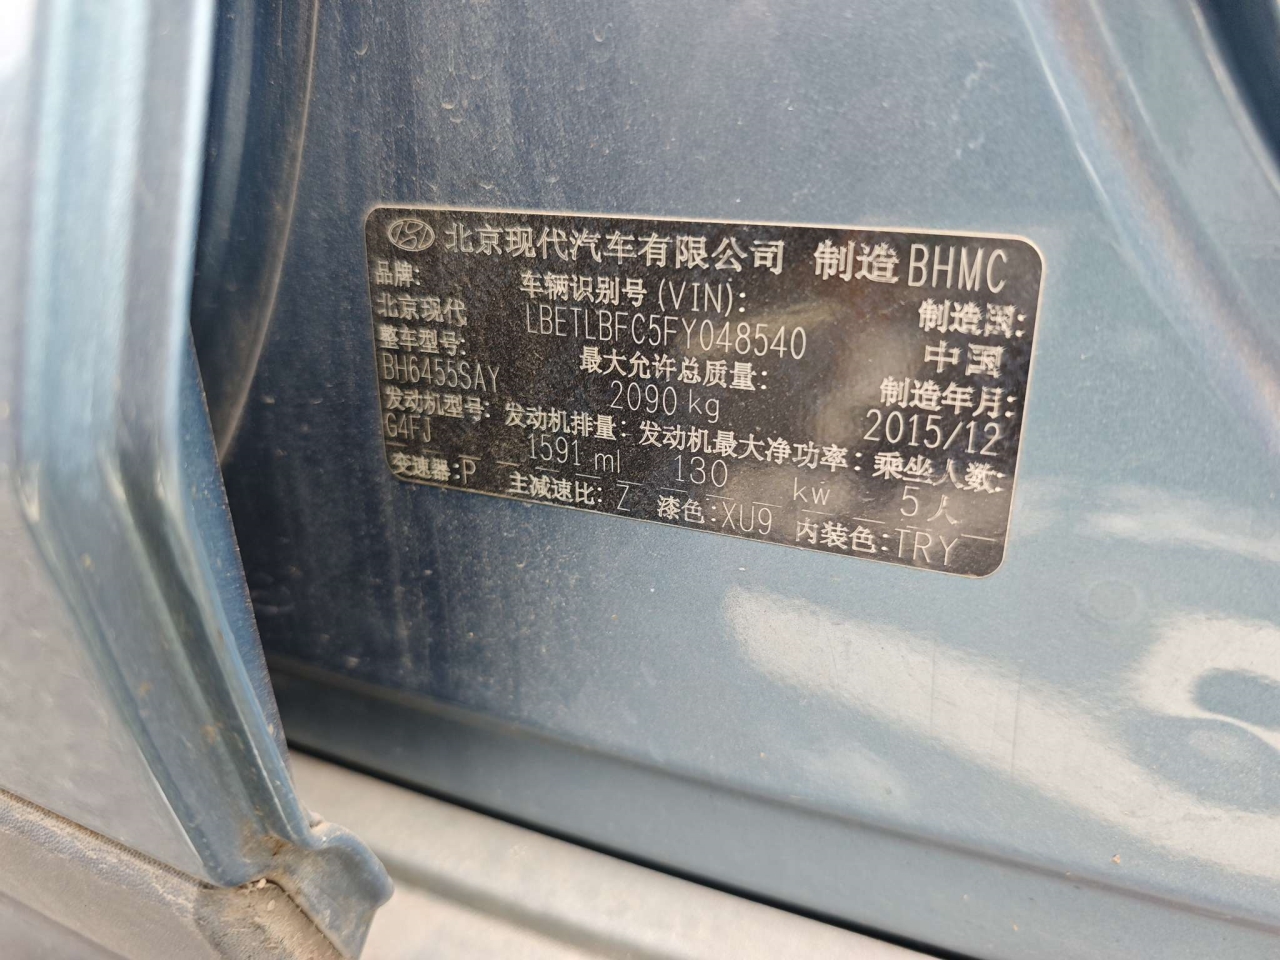 北京现代汽车有限公司 制造 BHMC
品牌: 车辆识别号(VIN): 制造国:
北京现代 LBETLBFC5FY048540 中国
整车型号: 最大允许总质量: 制造年月:
BH6455SAY 2090 kg 2015/12
发动机型号: 发动机排量: 发动机最大净功率: 乘坐人数:
G4FJ 1591 ml 130 kw 5人
变速器:P 主减速比:Z 漆色:XU9 内装色:TRY